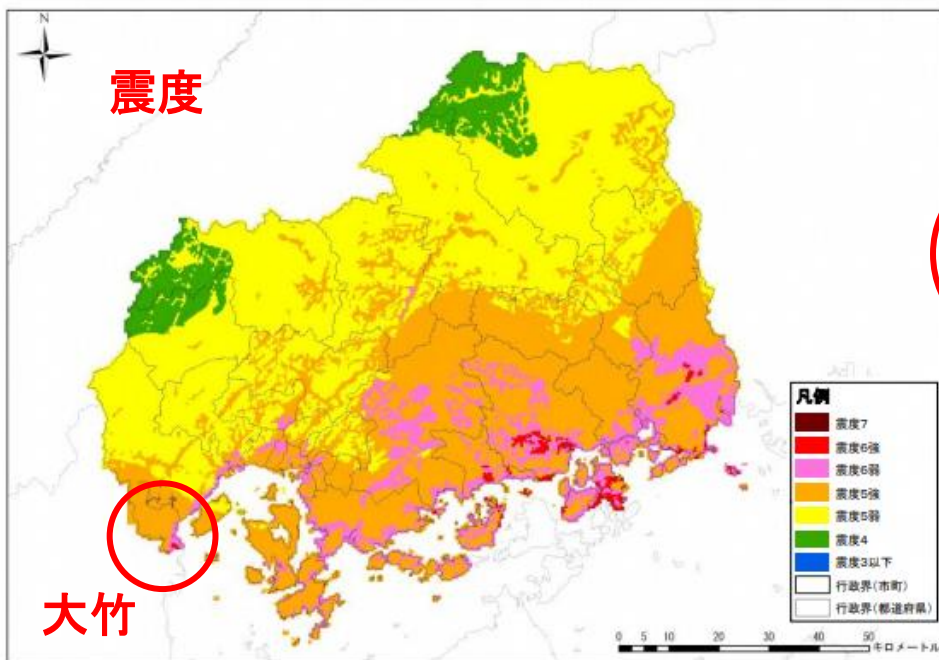 N
震度
大竹
凡例
震度7
震度6強
震度6弱
震度5強
震度5弱
震度4
震度3以下
行政界(市町)
行政界(都道府県)
0 5 10 20 30 40 50
キロメートル